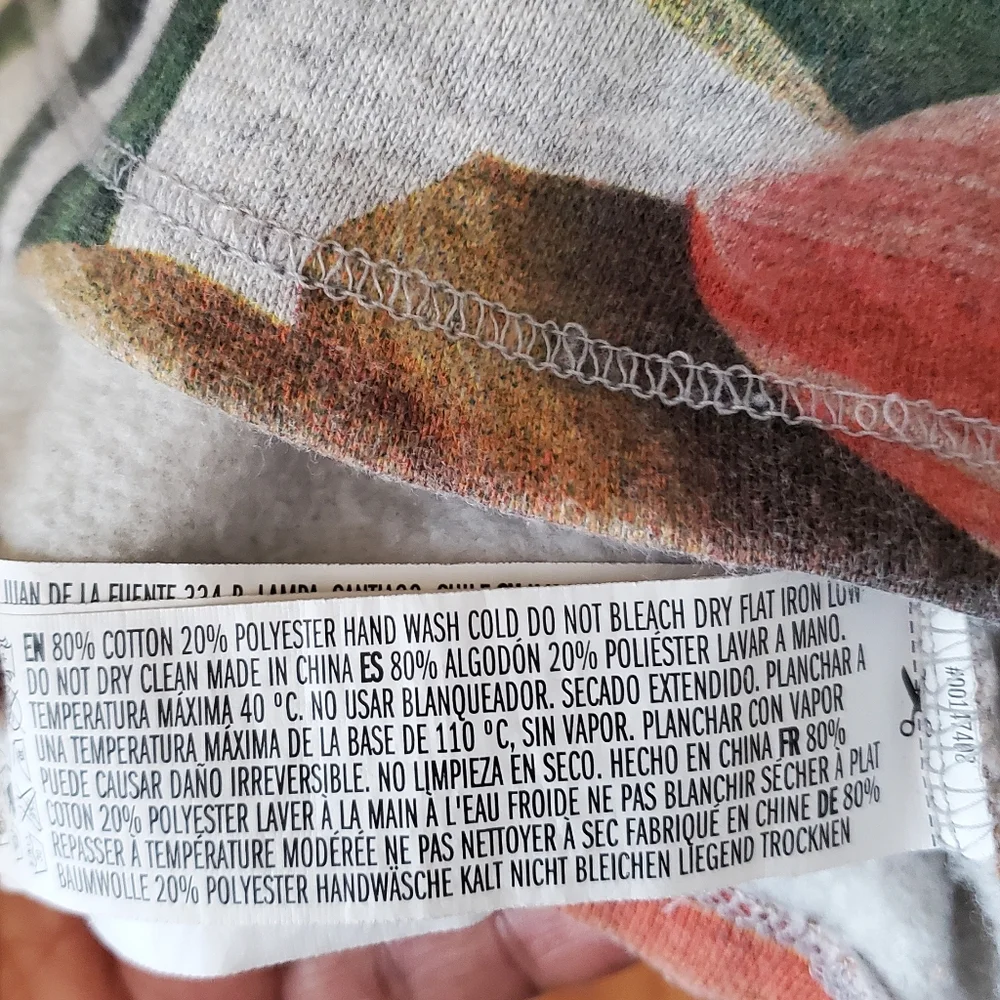 JUAN DE LA FUENTE 334 B. LAMPA, SANTIAGO, CHILE
EN 80% COTTON 20% POLYESTER HAND WASH COLD DO NOT BLEACH DRY FLAT IRON LOW
DO NOT DRY CLEAN MADE IN CHINA ES 80% ALGODÓN 20% POLIÉSTER LAVAR A MANO.
TEMPERATURA MÁXIMA 40 ºC. NO USAR BLANQUEADOR. SECADO EXTENDIDO. PLANCHAR A
UNA TEMPERATURA MÁXIMA DE LA BASE DE 110 ºC, SIN VAPOR. PLANCHAR CON VAPOR
PUEDE CAUSAR DAÑO IRREVERSIBLE. NO LIMPIEZA EN SECO. HECHO EN CHINA FR 80%
COTON 20% POLYESTER LAVER À LA MAIN À L'EAU FROIDE NE PAS BLANCHIR SÉCHER À PLAT
REPASSER À TEMPÉRATURE MODÉRÉE NE PAS NETTOYER À SEC FABRIQUÉ EN CHINE DE 80%
BAUMWOLLE 20% POLYESTER HANDWÄSCHE KALT NICHT BLEICHEN LIEGEND TROCKNEN